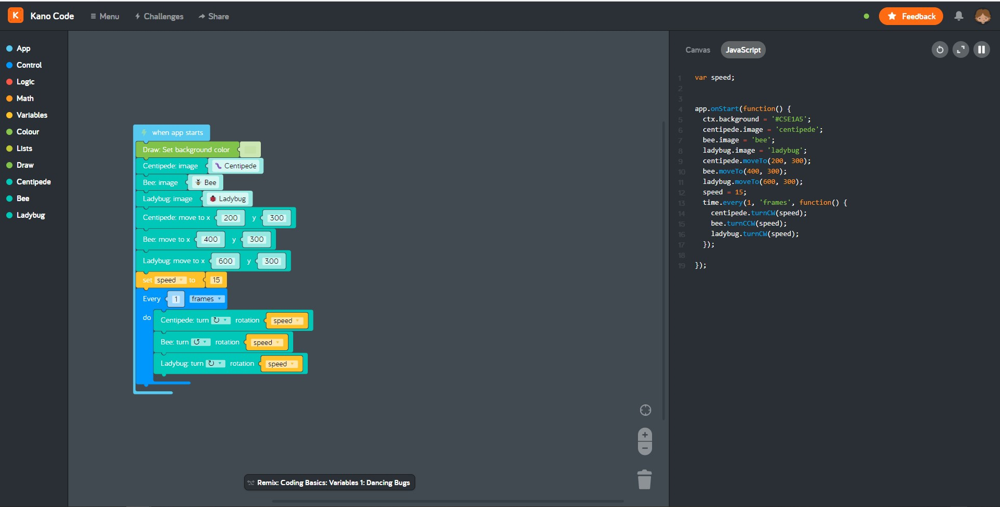 K Kano Code Menu Challenges Share Feedback
App
Control
Logic
Math
Variables
Colour
Lists
Draw
Centipede
Bee
Ladybug
when app starts
Draw: Set background color
Centipede: image Centipede
Bee: image Bee
Ladybug: image Ladybug
Centipede: move to x 200 y 300
Bee: move to x 400 y 300
Ladybug: move to x 600 y 300
set speed to 15
Every 1 frames
do Centipede: turn ↻ rotation speed
Bee: turn ↺ rotation speed
Ladybug: turn ↻ rotation speed
+
−
Remix: Coding Basics: Variables 1: Dancing Bugs
Canvas JavaScript
1 var speed;
2
3
4 app.onStart(function() {
5 ctx.background = '#C5E1A5';
6 centipede.image = 'centipede';
7 bee.image = 'bee';
8 ladybug.image = 'ladybug';
9 centipede.moveTo(200, 300);
10 bee.moveTo(400, 300);
11 ladybug.moveTo(600, 300);
12 speed = 15;
13 time.every(1, 'frames', function() {
14 centipede.turnCW(speed);
15 bee.turnCCW(speed);
16 ladybug.turnCW(speed);
17 });
18
19 });